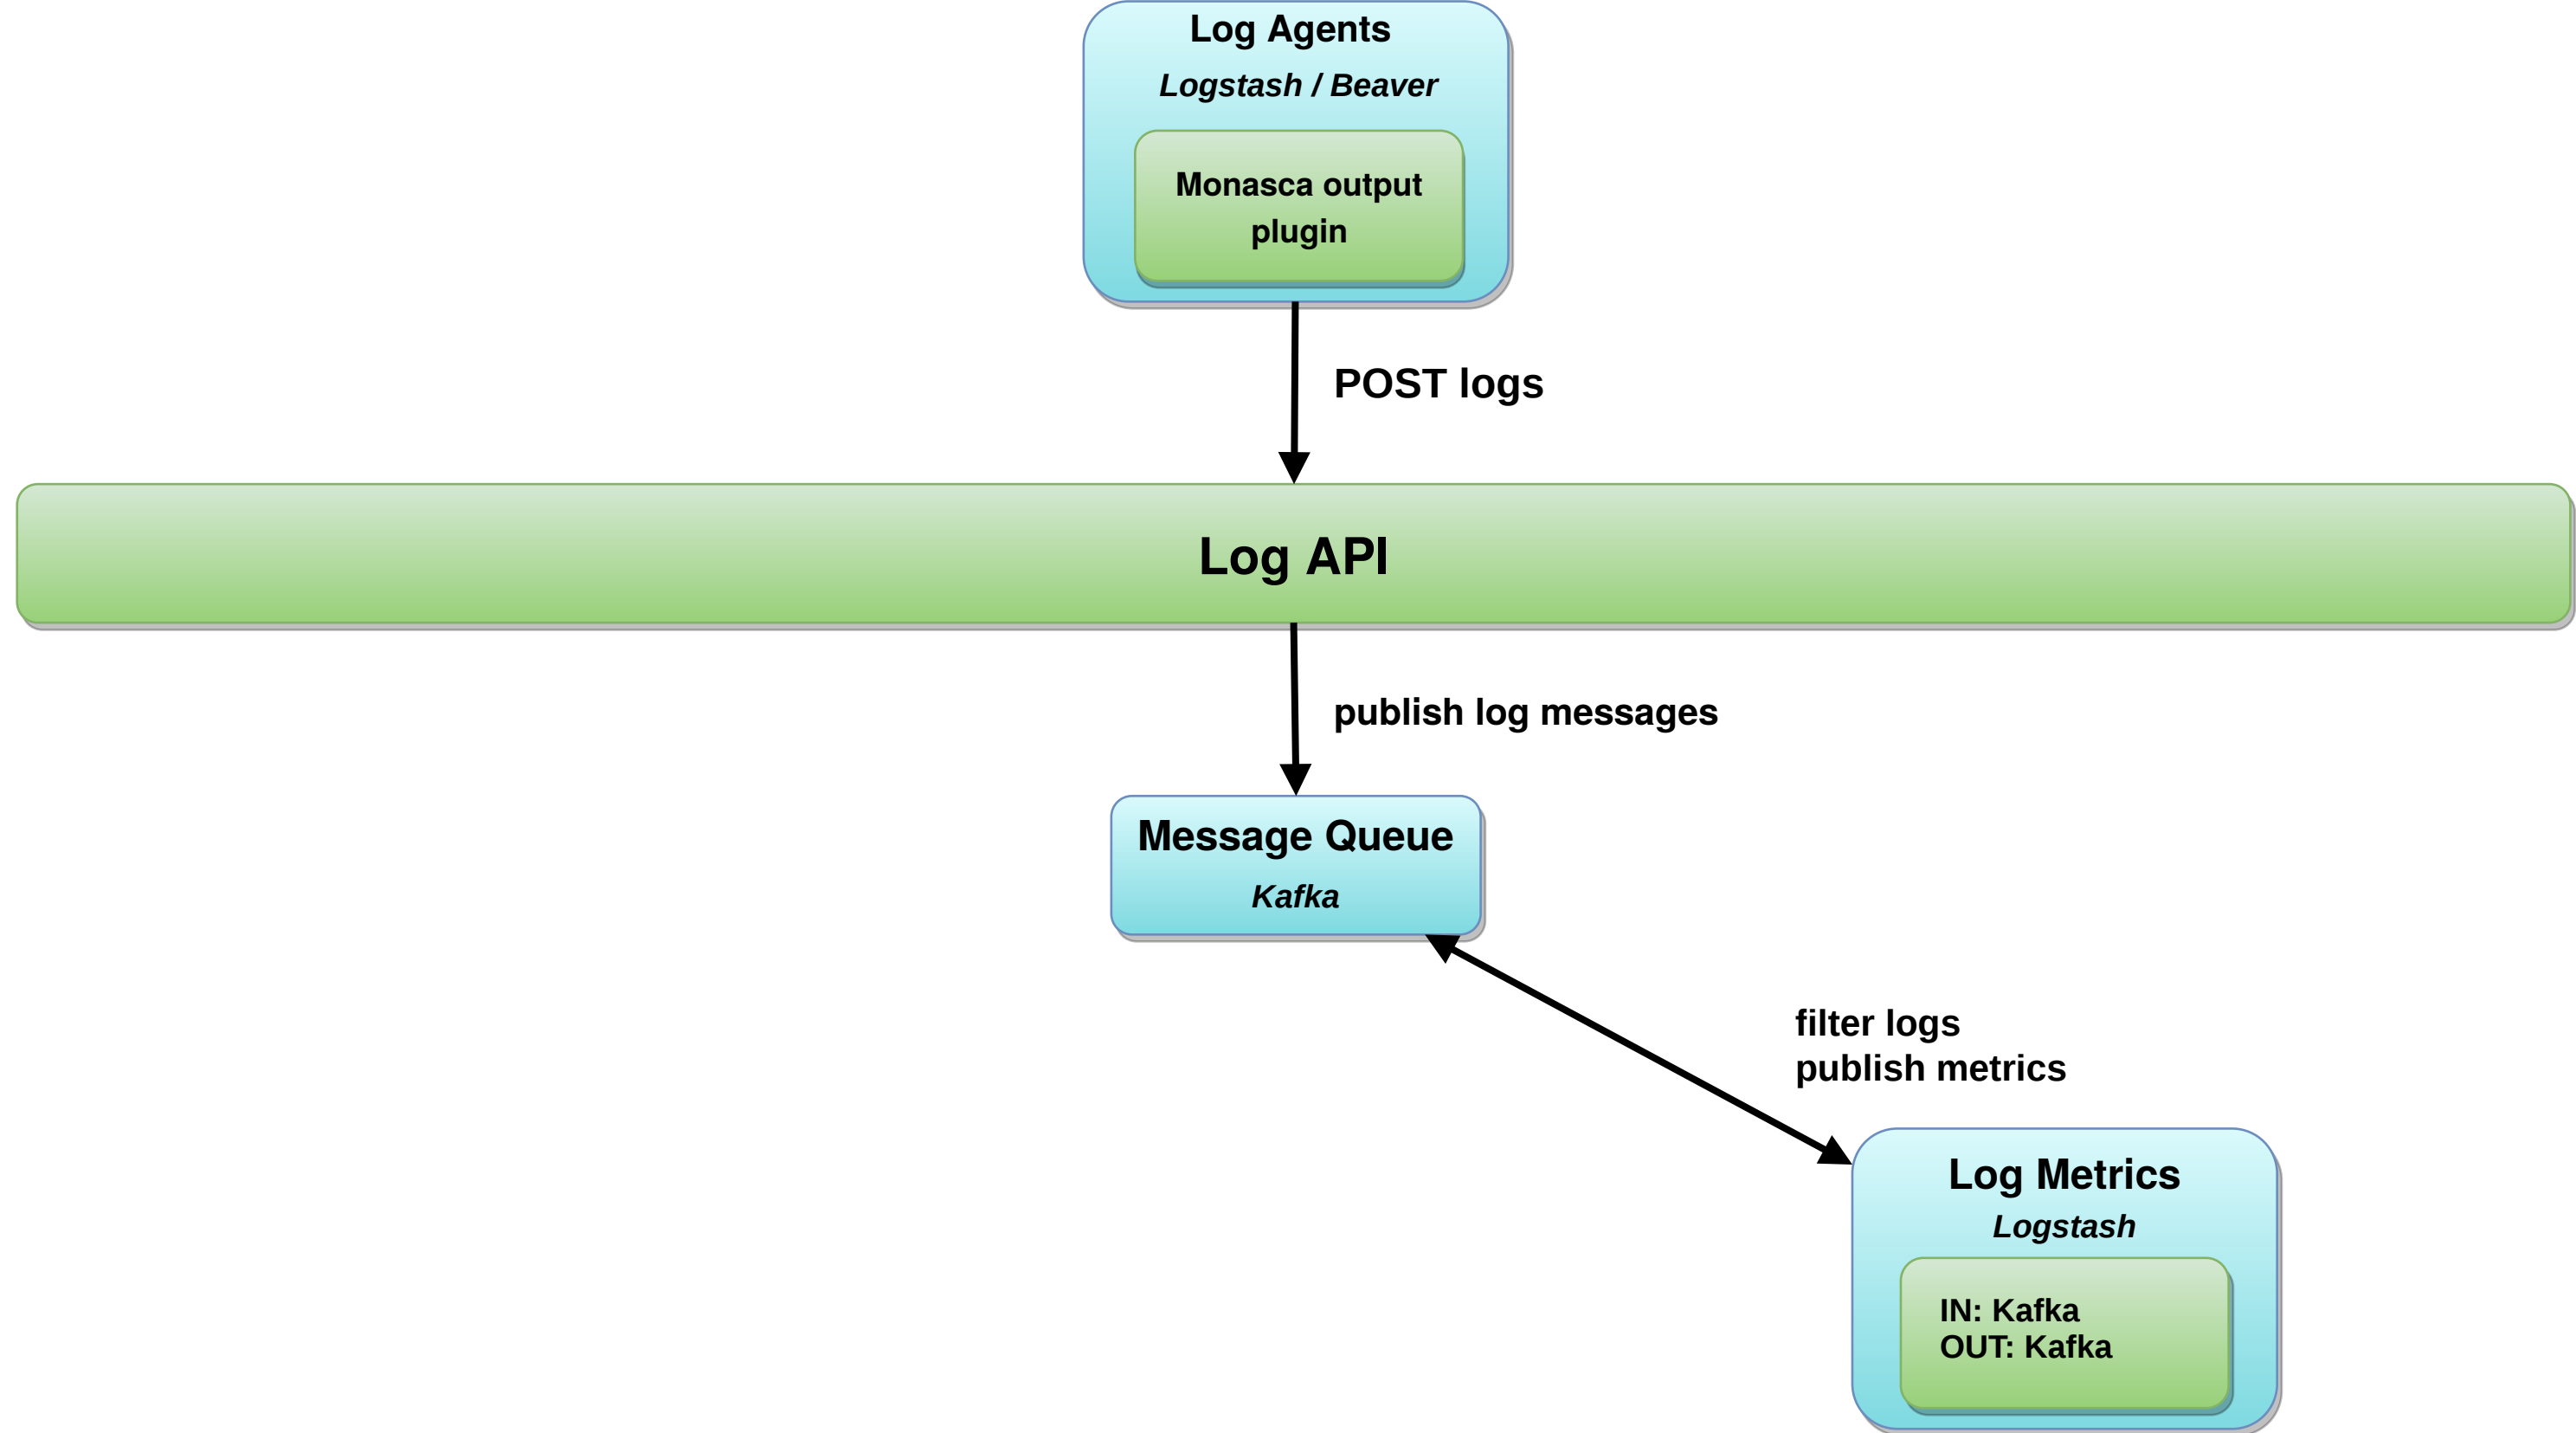 Log Agents
Logstash / Beaver
Monasca output
plugin
POST logs
Log API
publish log messages
Message Queue
Kafka
filter logs
publish metrics
Log Metrics
Logstash
IN: Kafka
OUT: Kafka